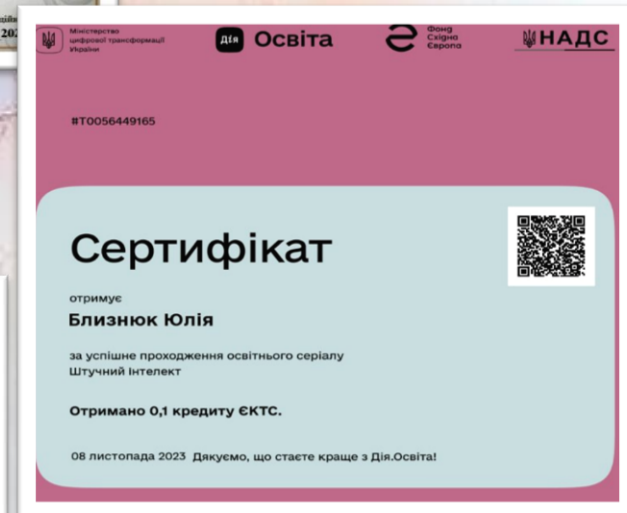 202
Міністерство
цифрової трансформації
України
Дія Освіта
Фонд
Східна
Європа
НАДС
#T0056449165
Сертифікат
отримує
Близнюк Юлія
за успішне проходження освітнього серіалу
Штучний інтелект
Отримано 0,1 кредиту ЄКТС.
08 листопада 2023 Дякуємо, що стаєте краще з Дія.Освіта!